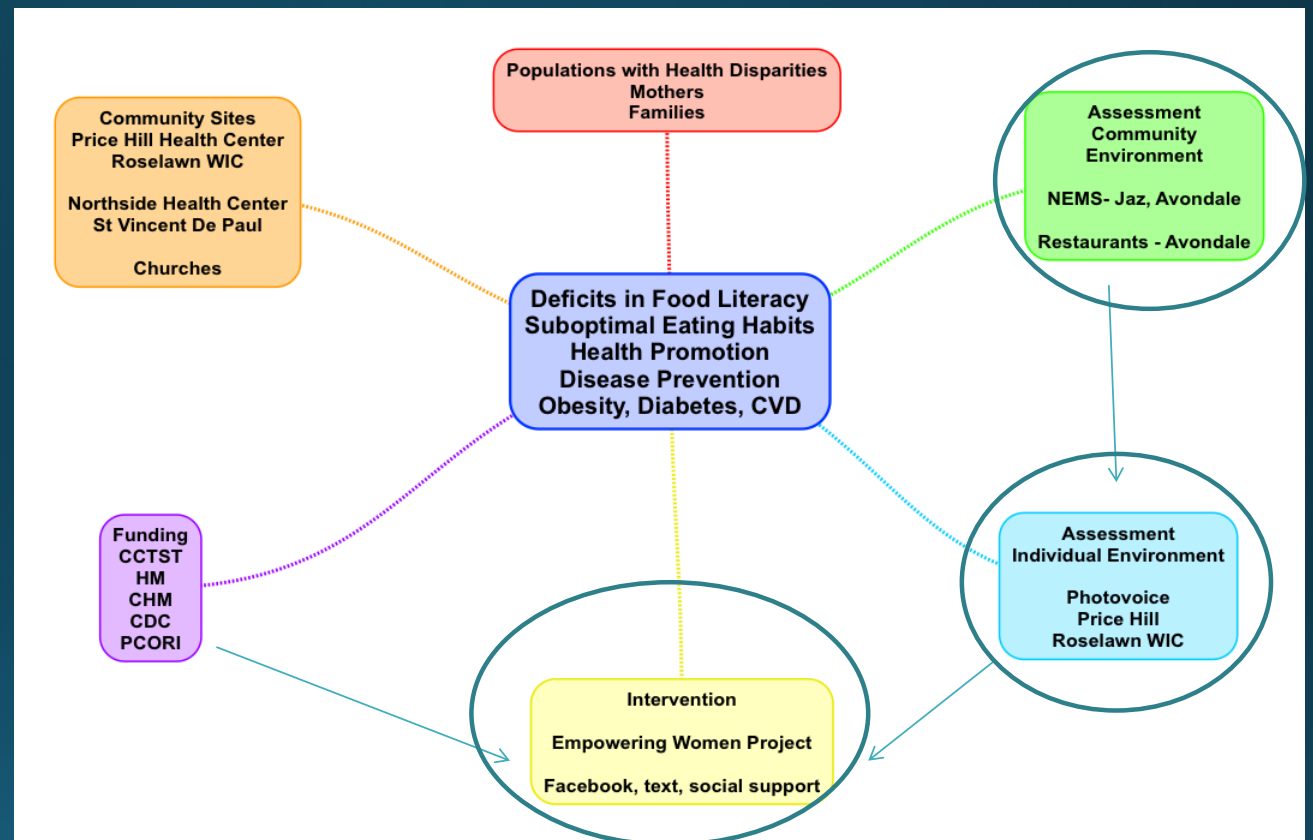 Populations with Health Disparities
Mothers
Families
Community Sites
Price Hill Health Center
Roselawn WIC
Northside Health Center
St Vincent De Paul
Churches
Assessment
Community
Environment
NEMS- Jaz, Avondale
Restaurants - Avondale
Deficits in Food Literacy
Suboptimal Eating Habits
Health Promotion
Disease Prevention
Obesity, Diabetes, CVD
Funding
CCTST
HM
CHM
CDC
PCORI
Assessment
Individual Environment
Photovoice
Price Hill
Roselawn WIC
Intervention
Empowering Women Project
Facebook, text, social support